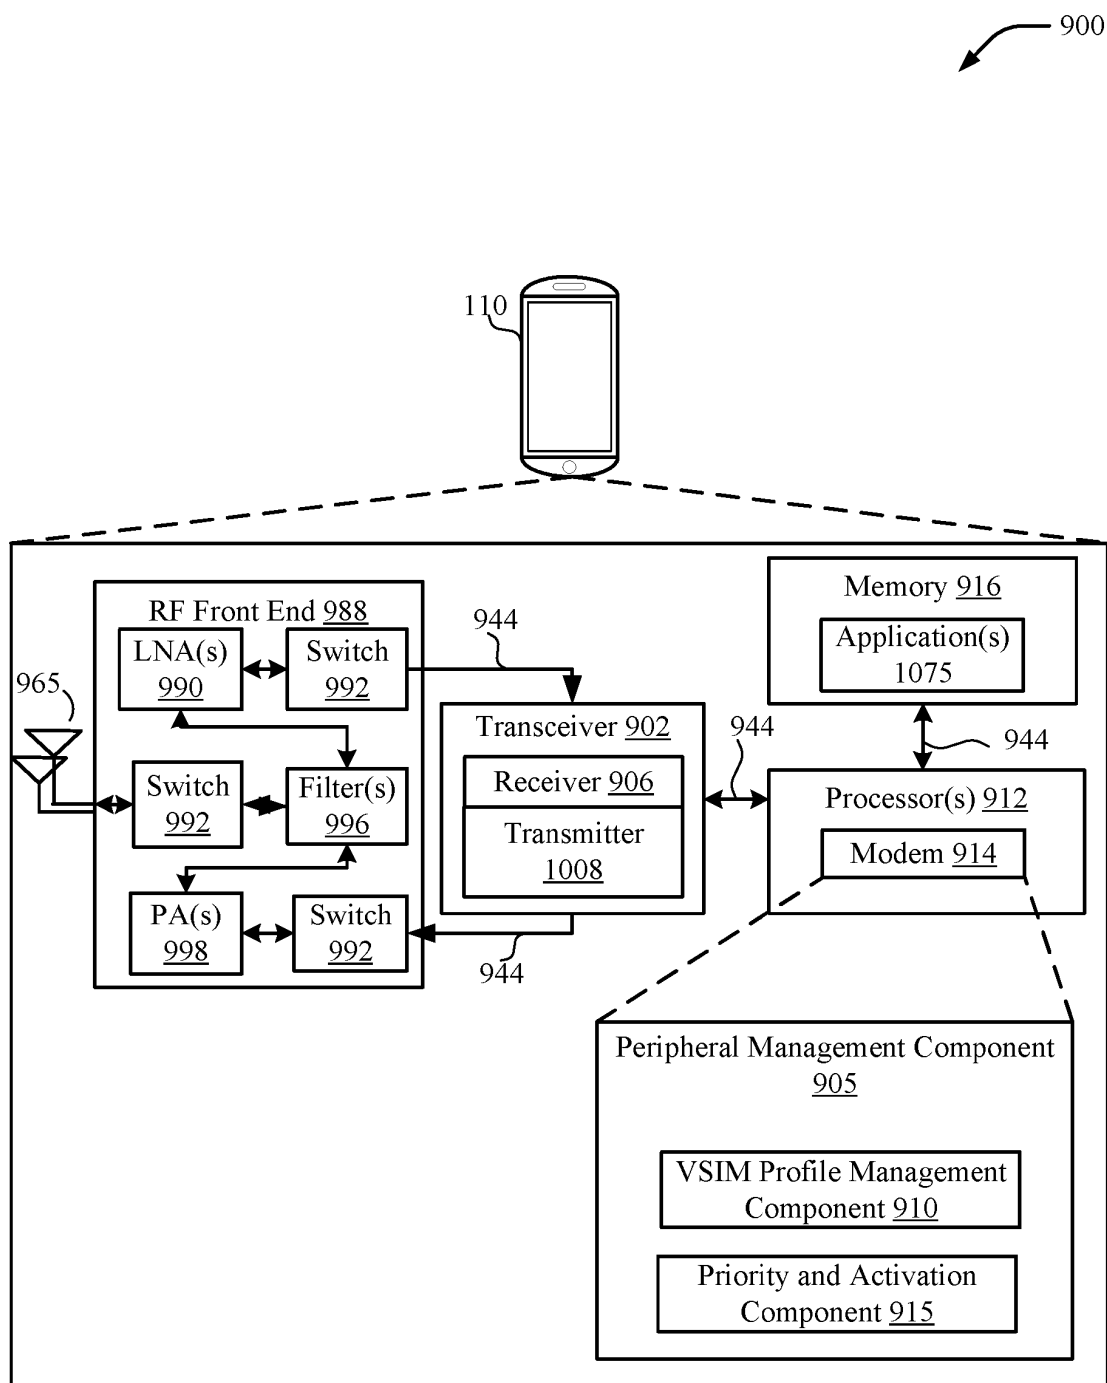 900
110
RF Front End 988
LNA(s)
990
Switch
992
944
965
Switch
992
Filter(s)
996
PA(s)
998
Switch
992
944
Transceiver 902
Receiver 906
Transmitter
1008
944
Memory 916
Application(s)
1075
944
Processor(s) 912
Modem 914
Peripheral Management Component
905
VSIM Profile Management
Component 910
Priority and Activation
Component 915